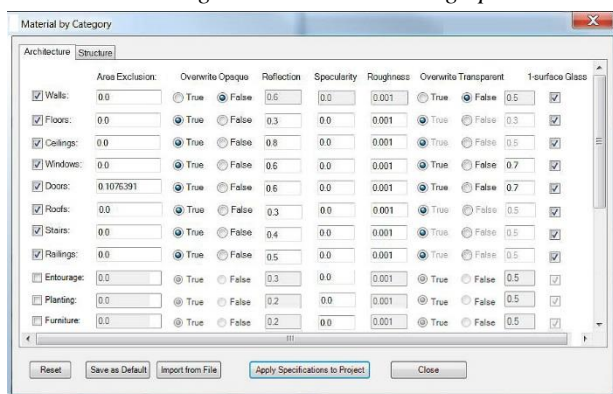 Material by Category
X
Architecture Structure
Area Exclusion: Overwrite Opaque Reflection Specularity Roughness Overwrite Transparent 1-surface Glass
Walls: 0.0 True False 0.6 0.0 0.001 True False 0.5
Floors: 0.0 True False 0.3 0.0 0.001 True False 0.3
Ceilings: 0.0 True False 0.8 0.0 0.001 True False 0.5
Windows: 0.0 True False 0.6 0.0 0.001 True False 0.7
Doors: 0.1076391 True False 0.6 0.0 0.001 True False 0.7
Roofs: 0.0 True False 0.3 0.0 0.001 True False 0.5
Stairs: 0.0 True False 0.4 0.0 0.001 True False 0.5
Railings: 0.0 True False 0.5 0.0 0.001 True False 0.5
Entourage: 0.0 True False 0.3 0.0 0.001 True False 0.5
Planting: 0.0 True False 0.2 0.0 0.001 True False 0.5
Furniture: 0.0 True False 0.2 0.0 0.001 True False 0.5
Reset Save as Default Import from File Apply Specifications to Project Close